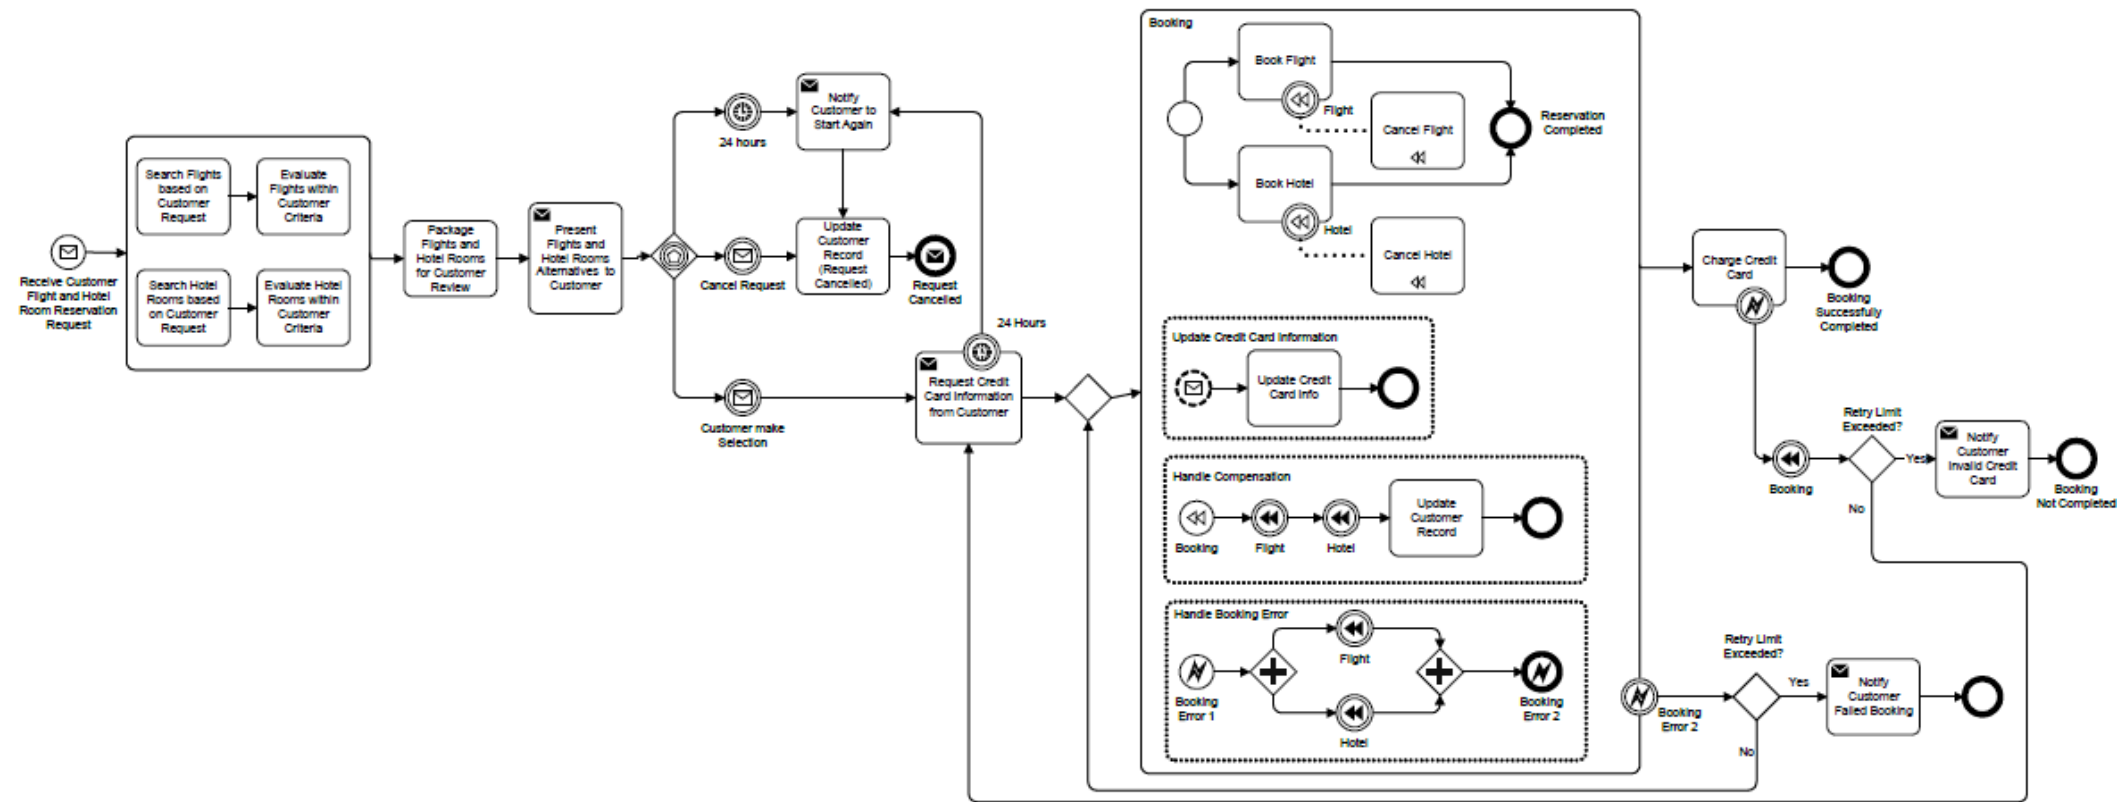 Receive Customer
Flight and Hotel
Room Reservation
Request
Search Flights
based on
Customer
Request
Evaluate
Flights within
Customer
Criteria
Search Hotel
Rooms based
on Customer
Request
Evaluate Hotel
Rooms within
Customer
Criteria
Package
Flights and
Hotel Rooms
for Customer
Review
Present
Flights and
Hotel Rooms
Alternatives to
Customer
24 hours
Notify
Customer to
Start Again
Cancel Request
Update
Customer
Record
(Request
Cancelled)
Request
Cancelled
Customer make
Selection
24 Hours
Request Credit
Card Information
from Customer
Booking
Book Flight
Flight
Cancel Flight
Book Hotel
Hotel
Cancel Hotel
Reservation
Completed
Update Credit Card Information
Update Credit
Card Info
Handle Compensation
Booking
Flight
Hotel
Update
Customer
Record
Handle Booking Error
Booking
Error 1
Flight
Hotel
Booking
Error 2
Charge Credit
Card
Booking
Successfully
Completed
Booking
Retry Limit
Exceeded?
Yes
No
Notify
Customer
Invalid Credit
Card
Booking
Not Completed
Booking
Error 2
Retry Limit
Exceeded?
Yes
No
Notify
Customer
Failed Booking